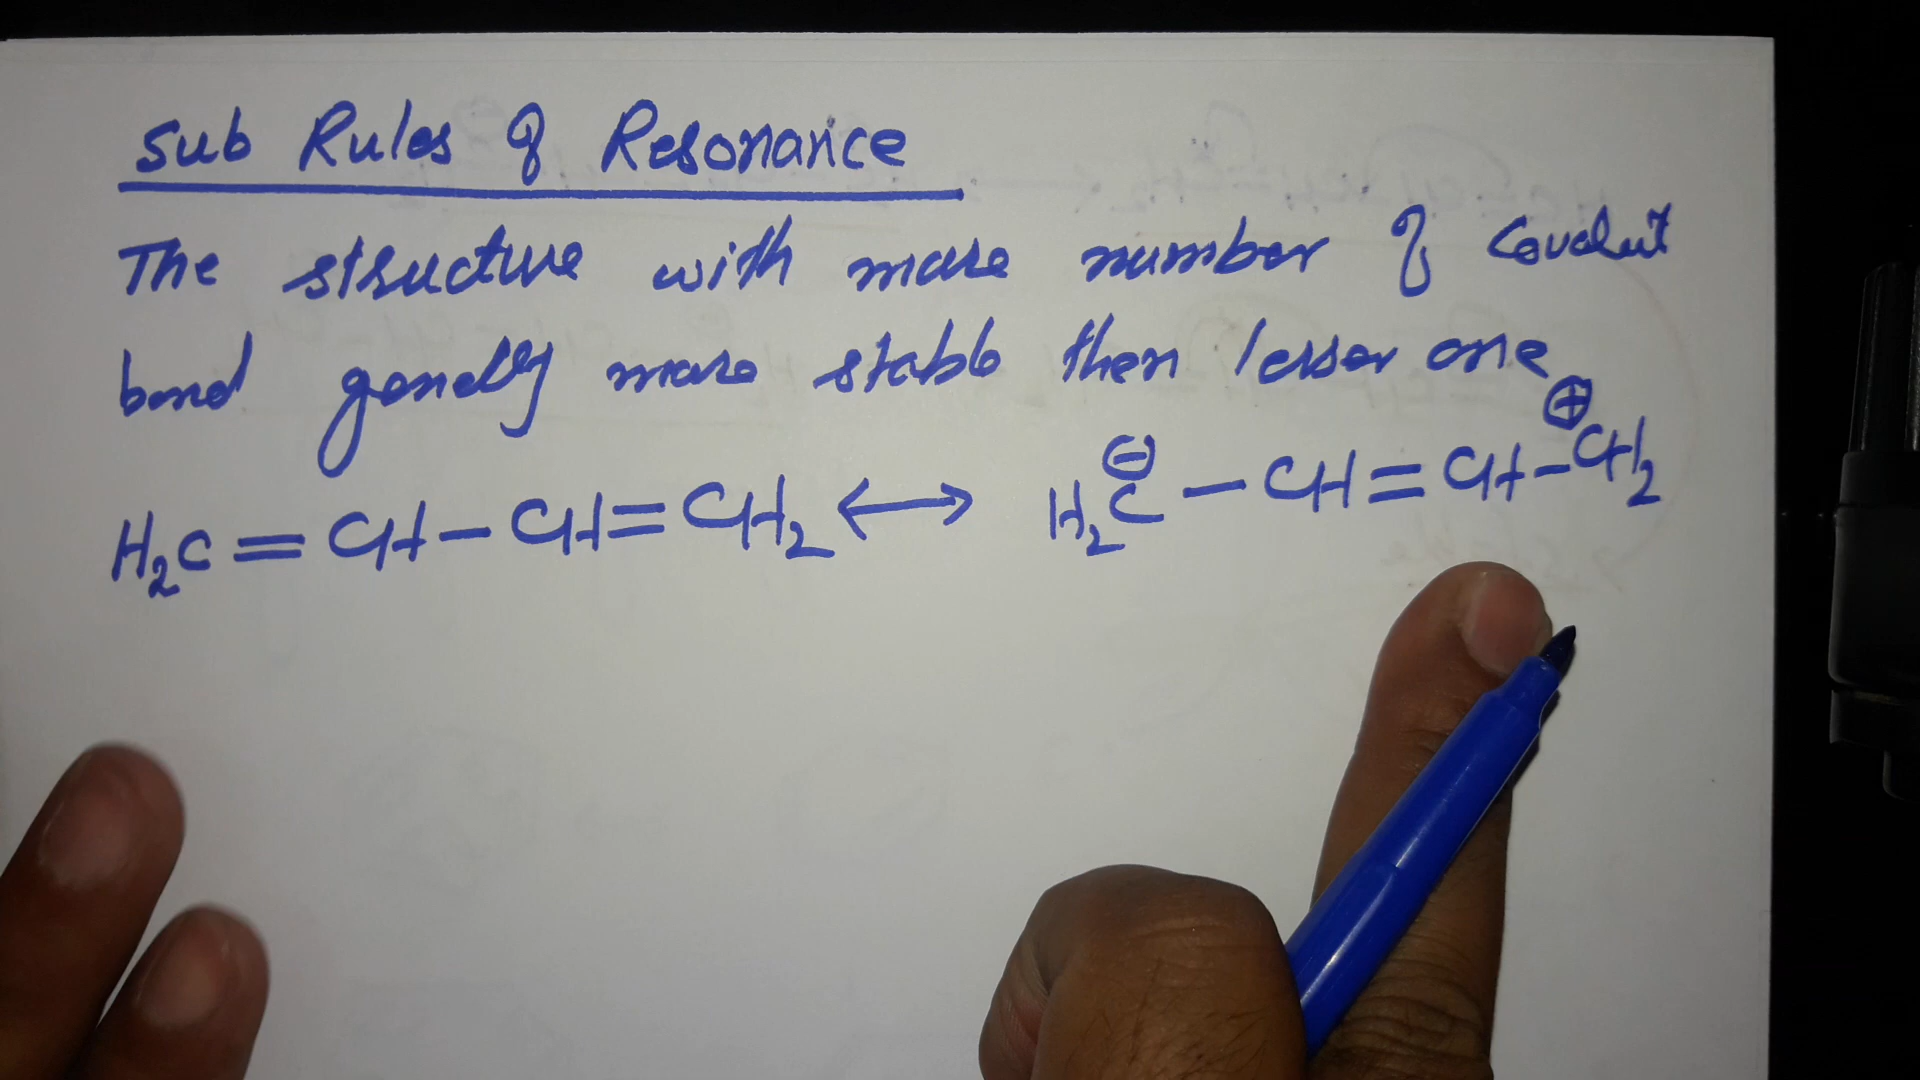 Sub Rules of Resonance
The structure with more number of Covalent
bond genelly more stable then lesser one
H₂C = CH – CH = CH₂ ⟷ H₂C⊖ – CH = CH – CH₂⊕